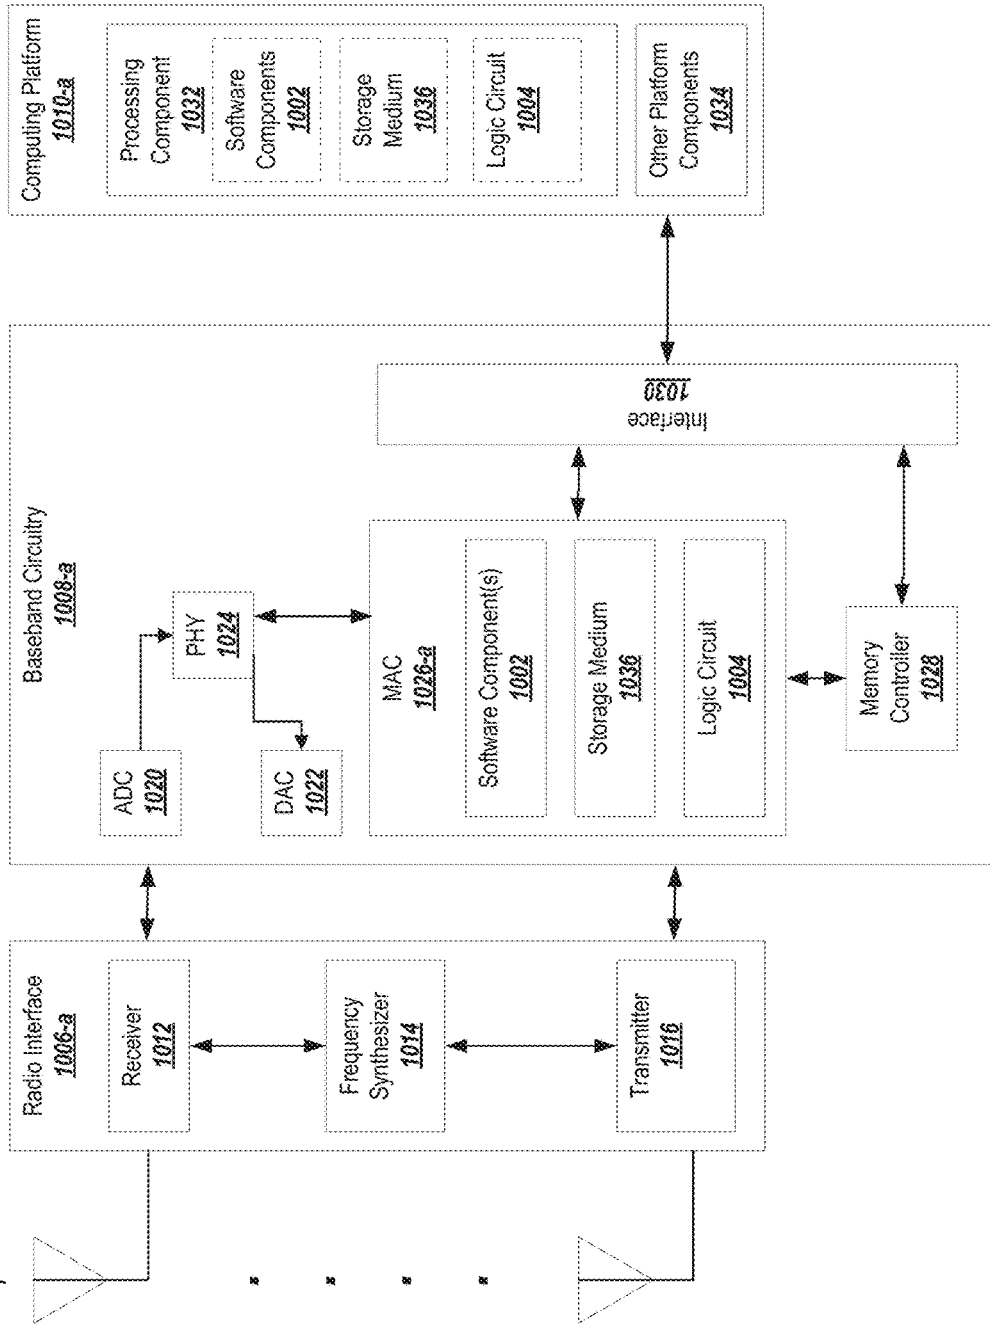 Radio Interface
1006-a
Receiver
1012
Frequency
Synthesizer
1014
Transmitter
1016
Baseband Circuitry
1008-a
ADC
1020
PHY
1024
DAC
1022
MAC
1026-a
Software Component(s)
1002
Storage Medium
1036
Logic Circuit
1004
Memory
Controller
1028
Interface
1030
Computing Platform
1010-a
Processing
Component
1032
Software
Components
1002
Storage
Medium
1036
Logic Circuit
1004
Other Platform
Components
1034